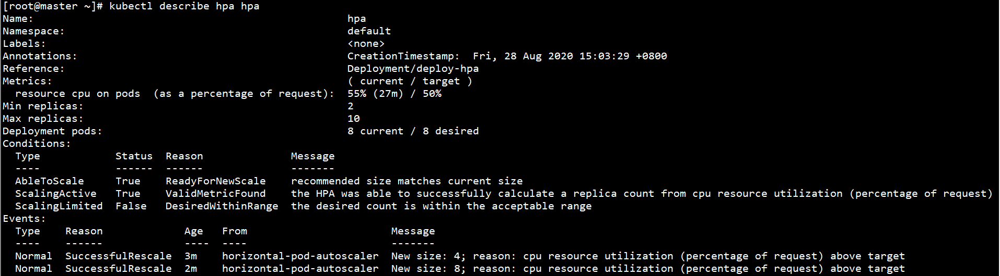 [root@master ~]# kubectl describe hpa hpa
Name:                                                  hpa
Namespace:                                             default
Labels:                                                <none>
Annotations:                                           CreationTimestamp:  Fri, 28 Aug 2020 15:03:29 +0800
Reference:                                             Deployment/deploy-hpa
Metrics:                                               ( current / target )
  resource cpu on pods  (as a percentage of request):  55% (27m) / 50%
Min replicas:                                          2
Max replicas:                                          10
Deployment pods:                                       8 current / 8 desired
Conditions:
  Type            Status  Reason              Message
  ----            ------  ------              -------
  AbleToScale     True    ReadyForNewScale    recommended size matches current size
  ScalingActive   True    ValidMetricFound    the HPA was able to successfully calculate a replica count from cpu resource utilization (percentage of request)
  ScalingLimited  False   DesiredWithinRange  the desired count is within the acceptable range
Events:
  Type    Reason             Age   From                       Message
  ----    ------             ----  ----                       -------
  Normal  SuccessfulRescale  3m    horizontal-pod-autoscaler  New size: 4; reason: cpu resource utilization (percentage of request) above target
  Normal  SuccessfulRescale  2m    horizontal-pod-autoscaler  New size: 8; reason: cpu resource utilization (percentage of request) above target